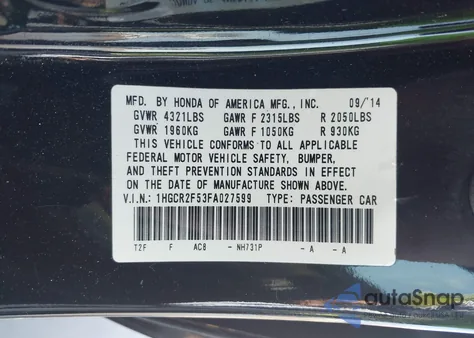 MFD. BY HONDA OF AMERICA MFG., INC. 09/14
GVWR 4321LBS GAWR F 2315LBS R 2050LBS
GVWR 1960KG GAWR F 1050KG R 930KG
THIS VEHICLE CONFORMS TO ALL APPLICABLE
FEDERAL MOTOR VEHICLE SAFETY, BUMPER,
AND THEFT PREVENTION STANDARDS IN EFFECT
ON THE DATE OF MANUFACTURE SHOWN ABOVE.
V.I.N.: 1HGCR2F53FA027599 TYPE: PASSENGER CAR
T2F F AC8 - NH731P - A - A
autoSnap